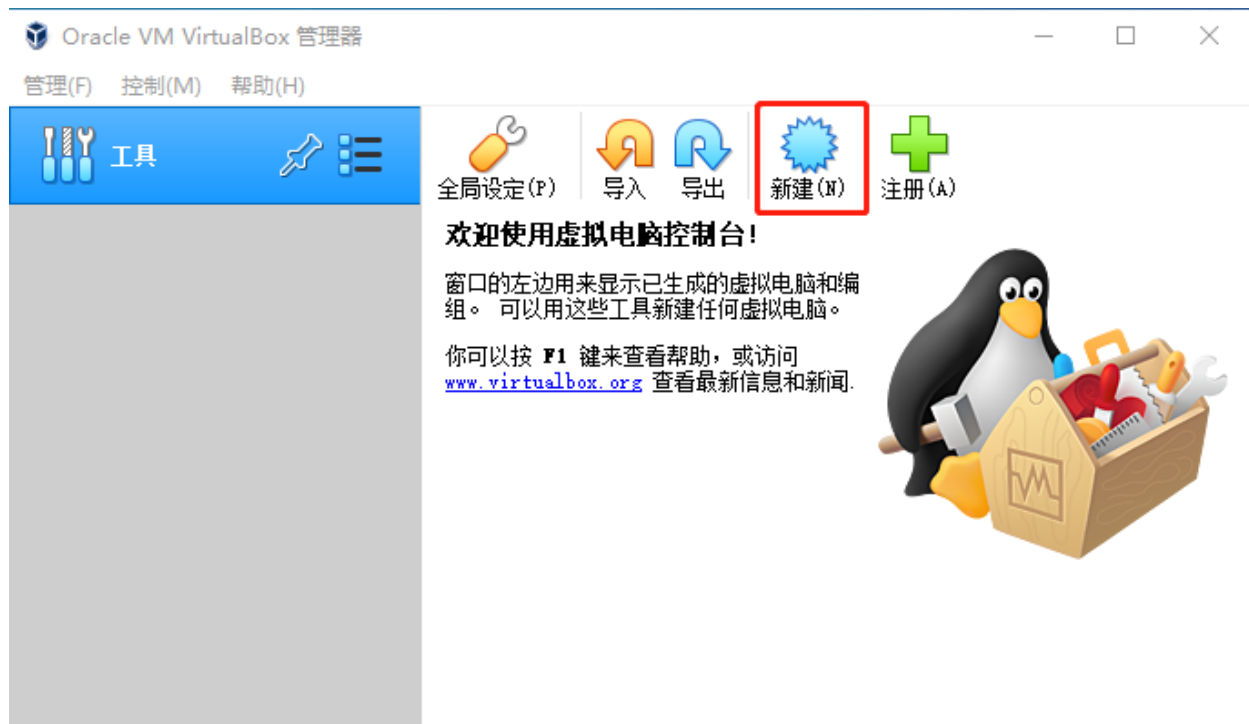 Oracle VM VirtualBox 管理器
管理(F) 控制(M) 帮助(H)
工具
全局设定(P) 导入 导出 新建(N) 注册(A)
欢迎使用虚拟电脑控制台!
窗口的左边用来显示已生成的虚拟电脑和编
组。 可以用这些工具新建任何虚拟电脑。
你可以按 F1 键来查看帮助，或访问
www.virtualbox.org 查看最新信息和新闻.